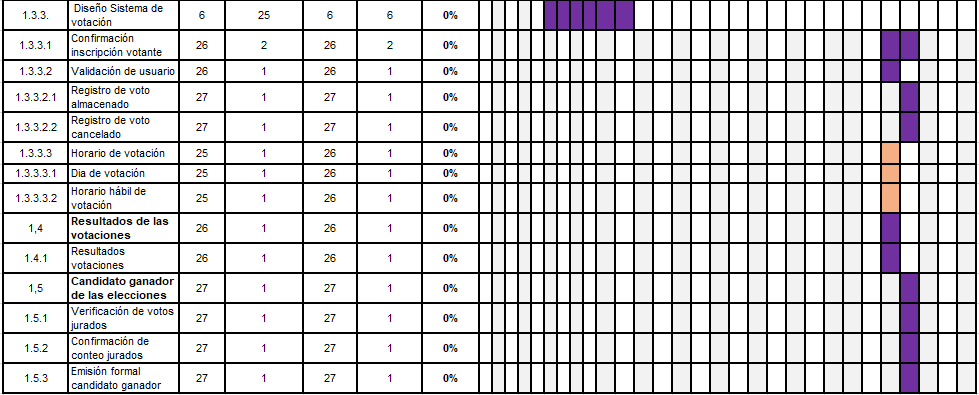 1.3.3. Diseño Sistema de votación 6 25 6 6 0%
1.3.3.1 Confirmación inscripción votante 26 2 26 2 0%
1.3.3.2 Validación de usuario 26 1 26 1 0%
1.3.3.2.1 Registro de voto almacenado 27 1 27 1 0%
1.3.3.2.2 Registro de voto cancelado 27 1 27 1 0%
1.3.3.3 Horario de votación 25 1 26 1 0%
1.3.3.3.1 Dia de votación 25 1 26 1 0%
1.3.3.3.2 Horario hábil de votación 25 1 26 1 0%
1,4 Resultados de las votaciones 26 1 26 1 0%
1.4.1 Resultados votaciones 26 1 26 1 0%
1,5 Candidato ganador de las elecciones 27 1 27 1 0%
1.5.1 Verificación de votos jurados 27 1 27 1 0%
1.5.2 Confirmación de conteo jurados 27 1 27 1 0%
1.5.3 Emisión formal candidato ganador 27 1 27 1 0%